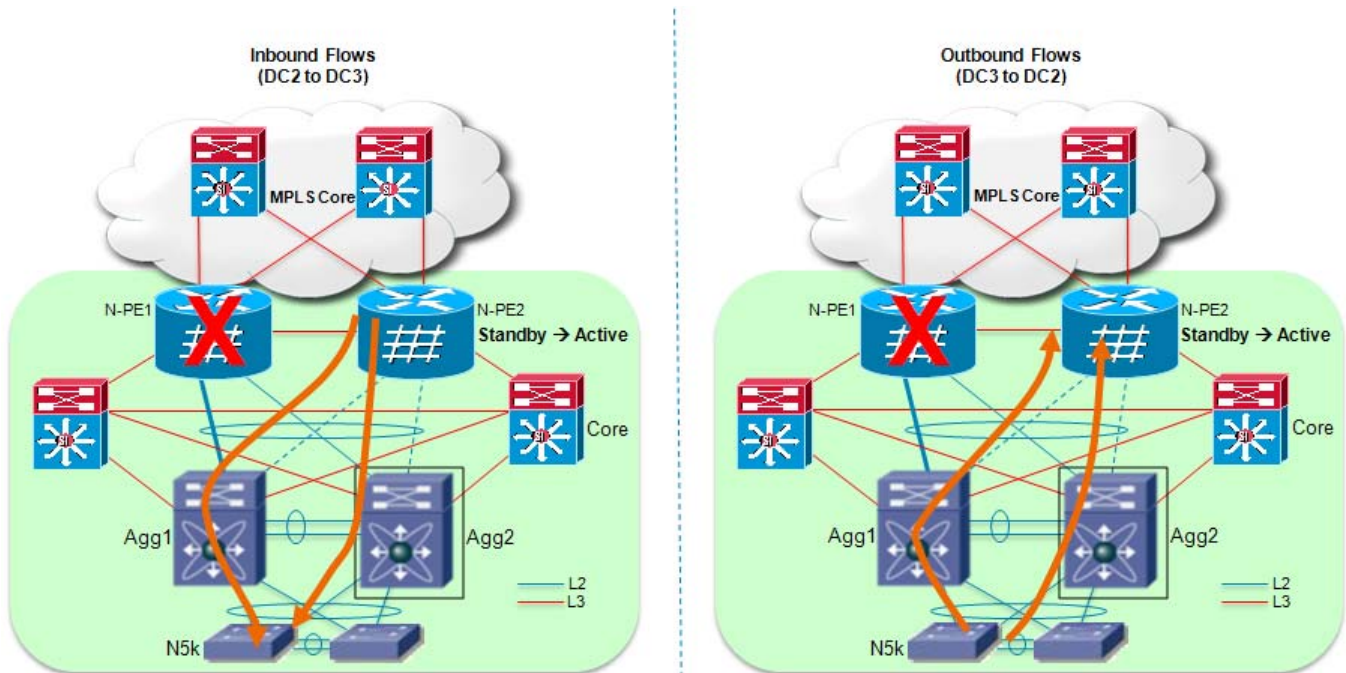 Inbound Flows
(DC2 to DC3)
MPLS Core
N-PE1
N-PE2
Standby → Active
Core
Agg1
Agg2
L2
L3
N5k
Outbound Flows
(DC3 to DC2)
MPLS Core
N-PE1
N-PE2
Standby → Active
Core
Agg1
Agg2
L2
L3
N5k